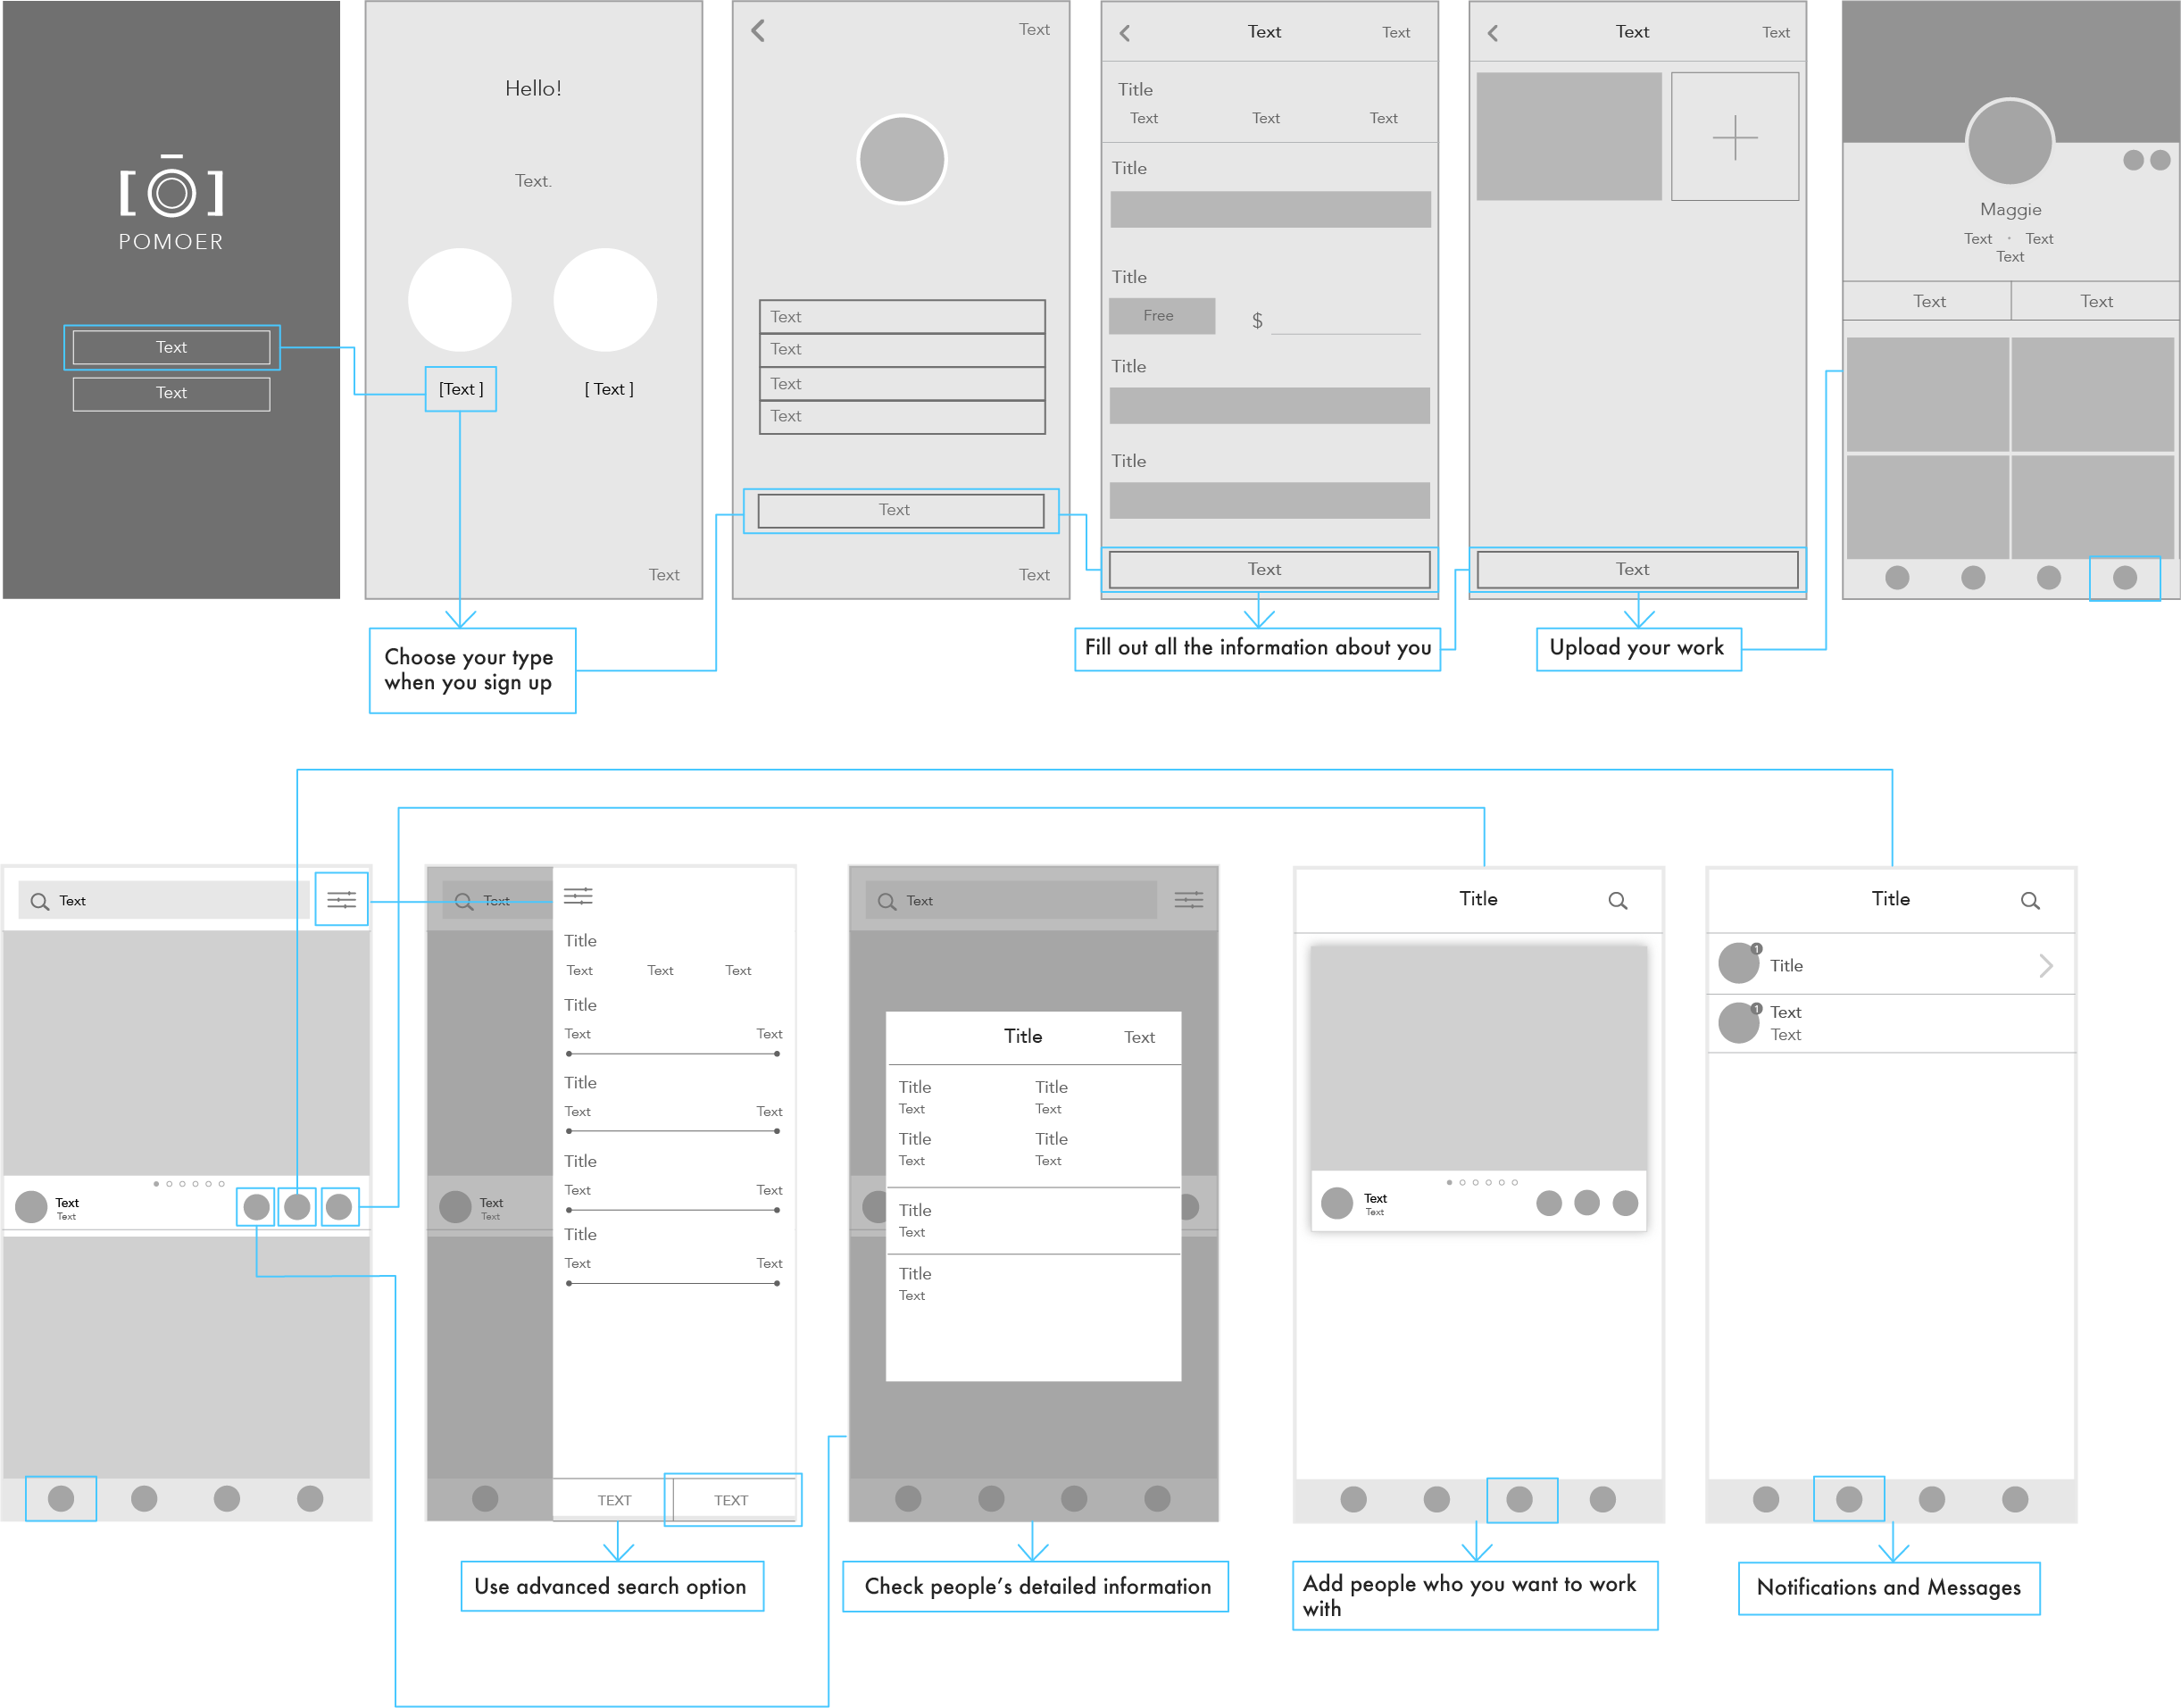 [O]
POMOER
Text
Text
Hello!
Text.
[Text ]
[ Text ]
Text
Text
Text
Text
Text
Text
Text
Text
Text
Text
Title
Text
Text
Text
Title
Title
Free
$
Title
Title
Text
Text
Text
Text
Maggie
Text · Text
Text
Text
Text
Choose your type
when you sign up
Fill out all the information about you
Upload your work
Text
Text
Text
Text
Text
Text
Title
Text
Text
Text
Title
Text
Text
Title
Text
Text
Title
Text
Text
Title
Text
Text
TEXT
TEXT
Text
Title
Text
Title
Title
Text
Text
Title
Title
Text
Text
Title
Text
Title
Text
Title
Text
Text
Title
1
Title
1
Text
Text
Use advanced search option
Check people's detailed information
Add people who you want to work
with
Notifications and Messages